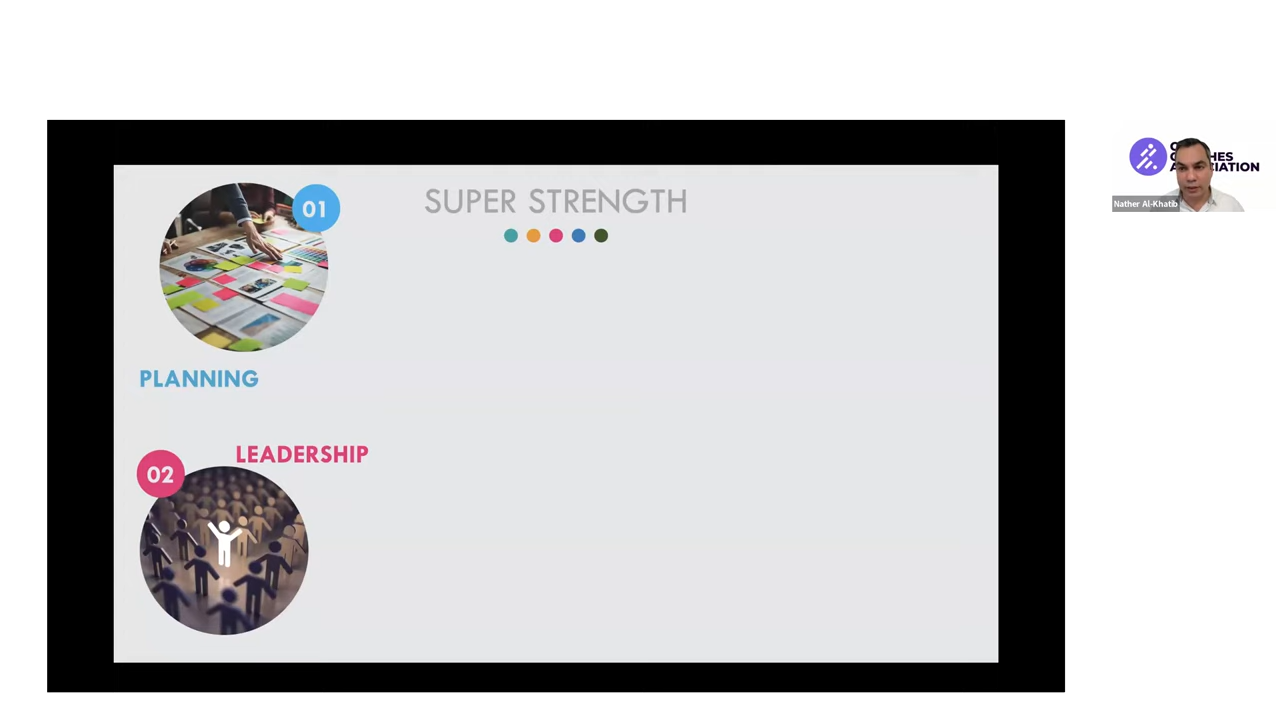 01
SUPER STRENGTH
PLANNING
LEADERSHIP
02
Nather Al-Khatib